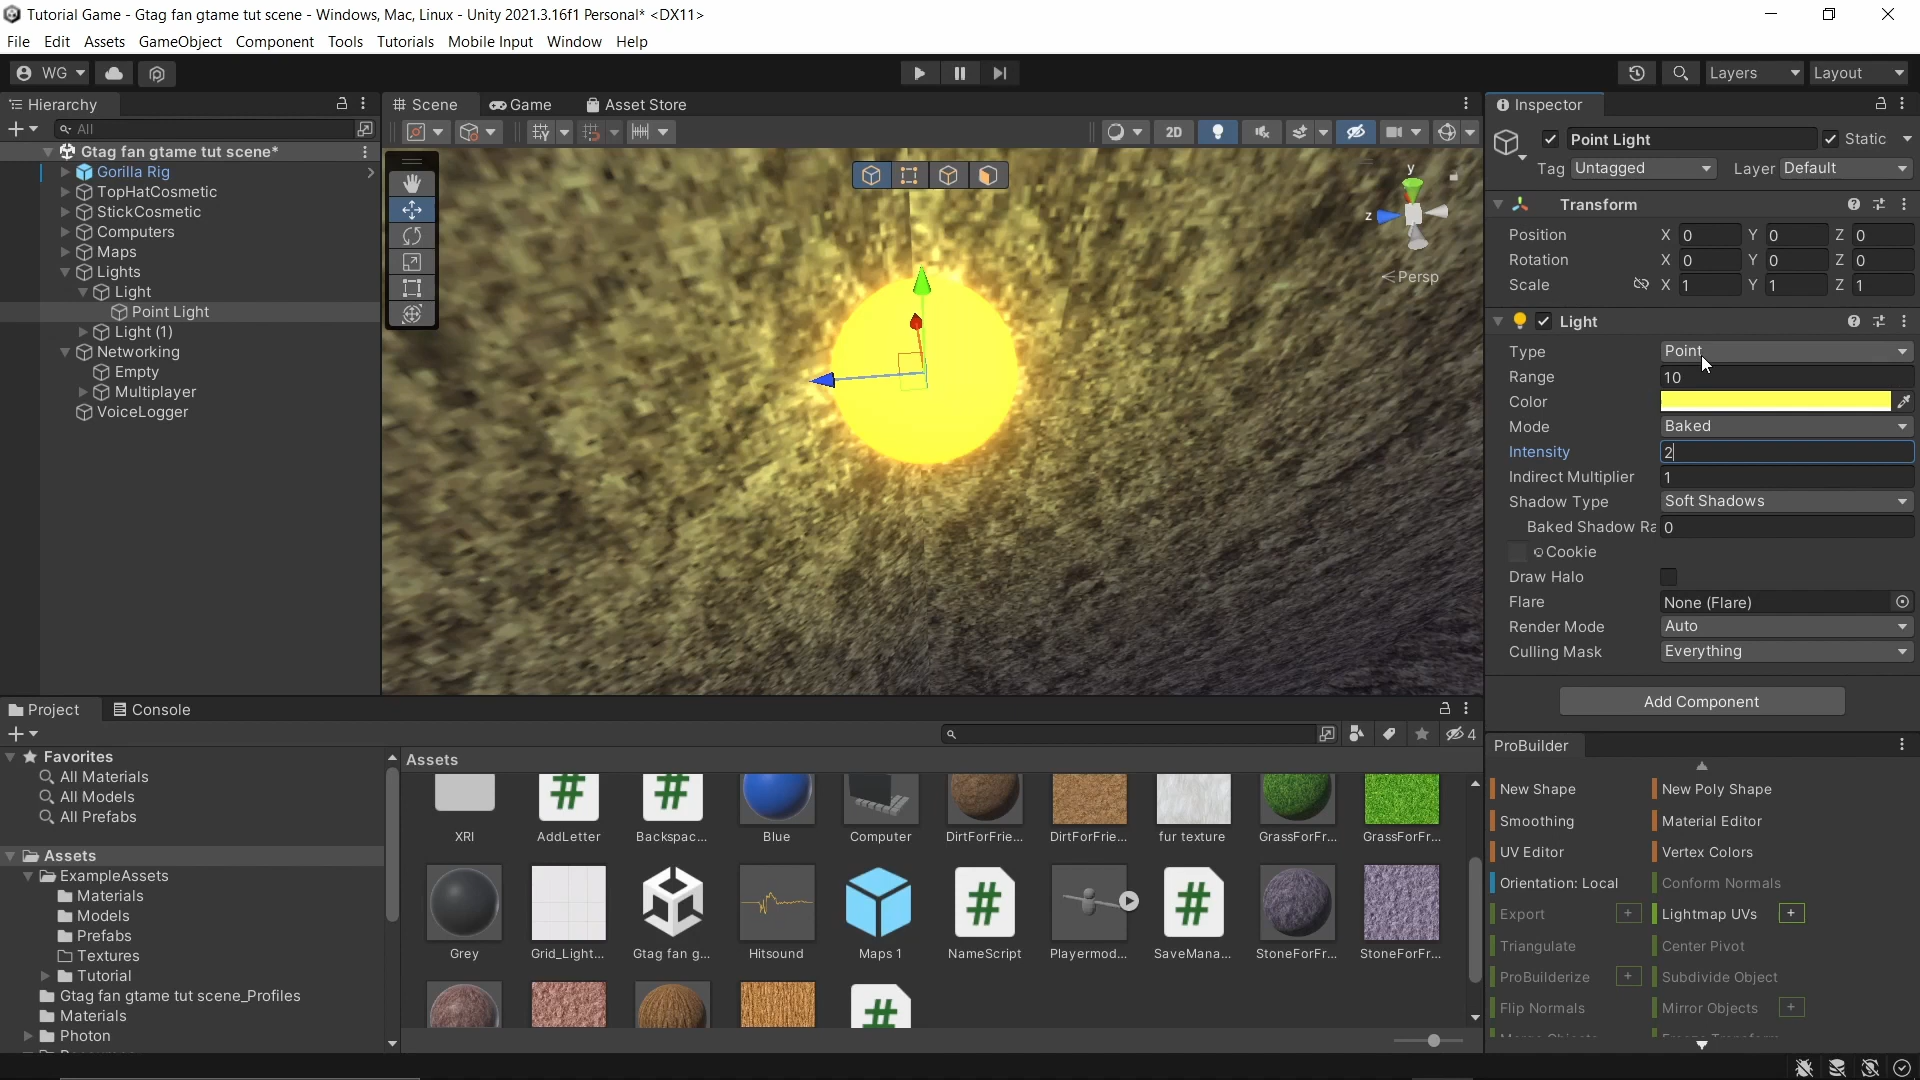 Tutorial Game - Gtag fan gtame tut scene - Windows, Mac, Linux - Unity 2021.3.16f1 Personal* <DX11>
File Edit Assets GameObject Component Tools Tutorials Mobile Input Window Help
WG
Layers
Layout
Hierarchy
All
Gtag fan gtame tut scene*
Gorilla Rig
TopHatCosmetic
StickCosmetic
Computers
Maps
Lights
Light
Point Light
Light (1)
Networking
Empty
Multiplayer
VoiceLogger
Scene
Game
Asset Store
2D
y
z
Persp
Inspector
Point Light
Static
Tag Untagged
Layer Default
Transform
Position X 0 Y 0 Z 0
Rotation X 0 Y 0 Z 0
Scale X 1 Y 1 Z 1
Light
Type Point
Range 10
Color
Mode Baked
Intensity 2
Indirect Multiplier 1
Shadow Type Soft Shadows
Baked Shadow Ra 0
Cookie
Draw Halo
Flare None (Flare)
Render Mode Auto
Culling Mask Everything
Add Component
Project
Console
4
Favorites
All Materials
All Models
All Prefabs
Assets
ExampleAssets
Materials
Models
Prefabs
Textures
Tutorial
Gtag fan gtame tut scene_Profiles
Materials
Photon
Assets
XRI
AddLetter
Backspac...
Blue
Computer
DirtForFrie...
DirtForFrie...
fur texture
GrassForFr...
GrassForFr...
Grey
Grid_Light...
Gtag fan g...
Hitsound
Maps 1
NameScript
Playermod...
SaveMana...
StoneForFr...
StoneForFr...
ProBuilder
New Shape
New Poly Shape
Smoothing
Material Editor
UV Editor
Vertex Colors
Orientation: Local
Conform Normals
Export
Lightmap UVs
Triangulate
Center Pivot
ProBuilderize
Subdivide Object
Flip Normals
Mirror Objects